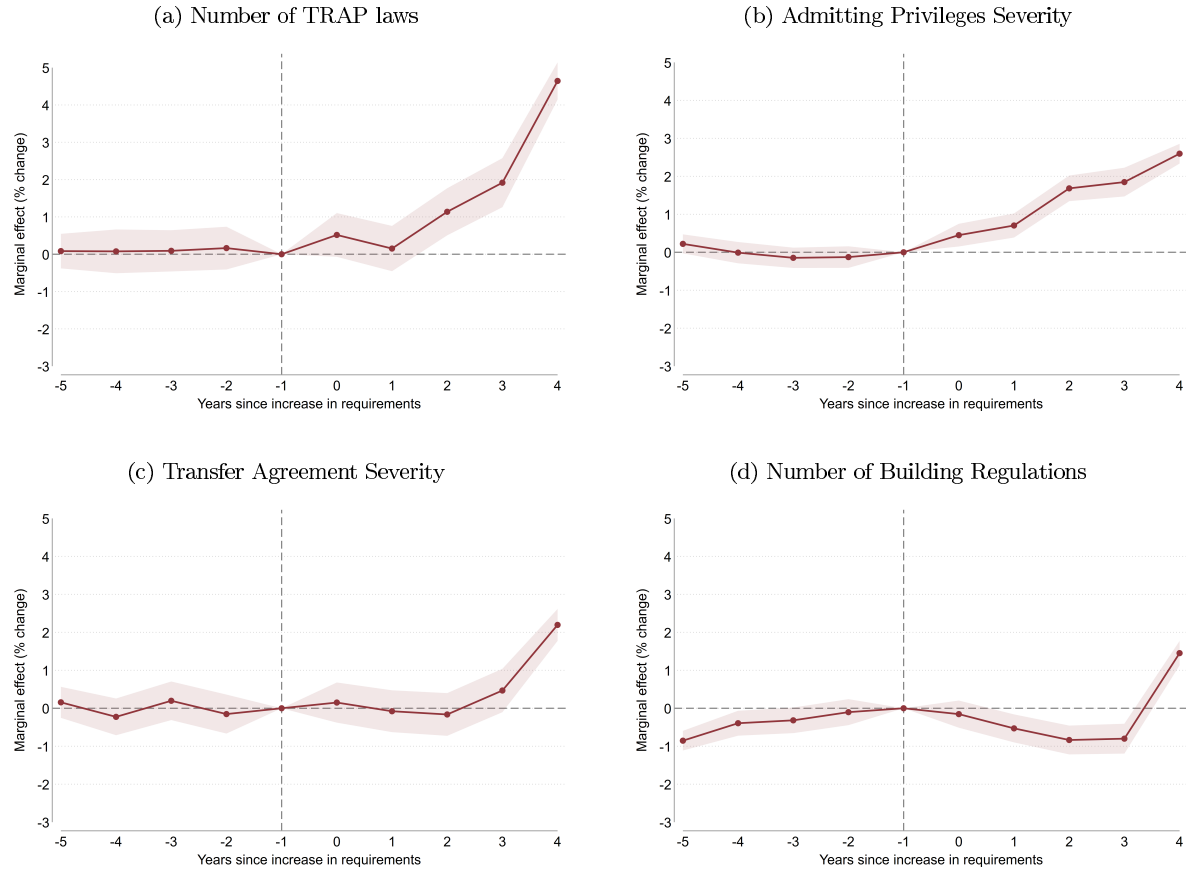 (a) Number of TRAP laws
Marginal effect (% change)
5
4
3
2
1
0
-1
-2
-3
-5 -4 -3 -2 -1 0 1 2 3 4
Years since increase in requirements
(b) Admitting Privileges Severity
Marginal effect (% change)
5
4
3
2
1
0
-1
-2
-3
-5 -4 -3 -2 -1 0 1 2 3 4
Years since increase in requirements
(c) Transfer Agreement Severity
Marginal effect (% change)
5
4
3
2
1
0
-1
-2
-3
-5 -4 -3 -2 -1 0 1 2 3 4
Years since increase in requirements
(d) Number of Building Regulations
Marginal effect (% change)
5
4
3
2
1
0
-1
-2
-3
-5 -4 -3 -2 -1 0 1 2 3 4
Years since increase in requirements